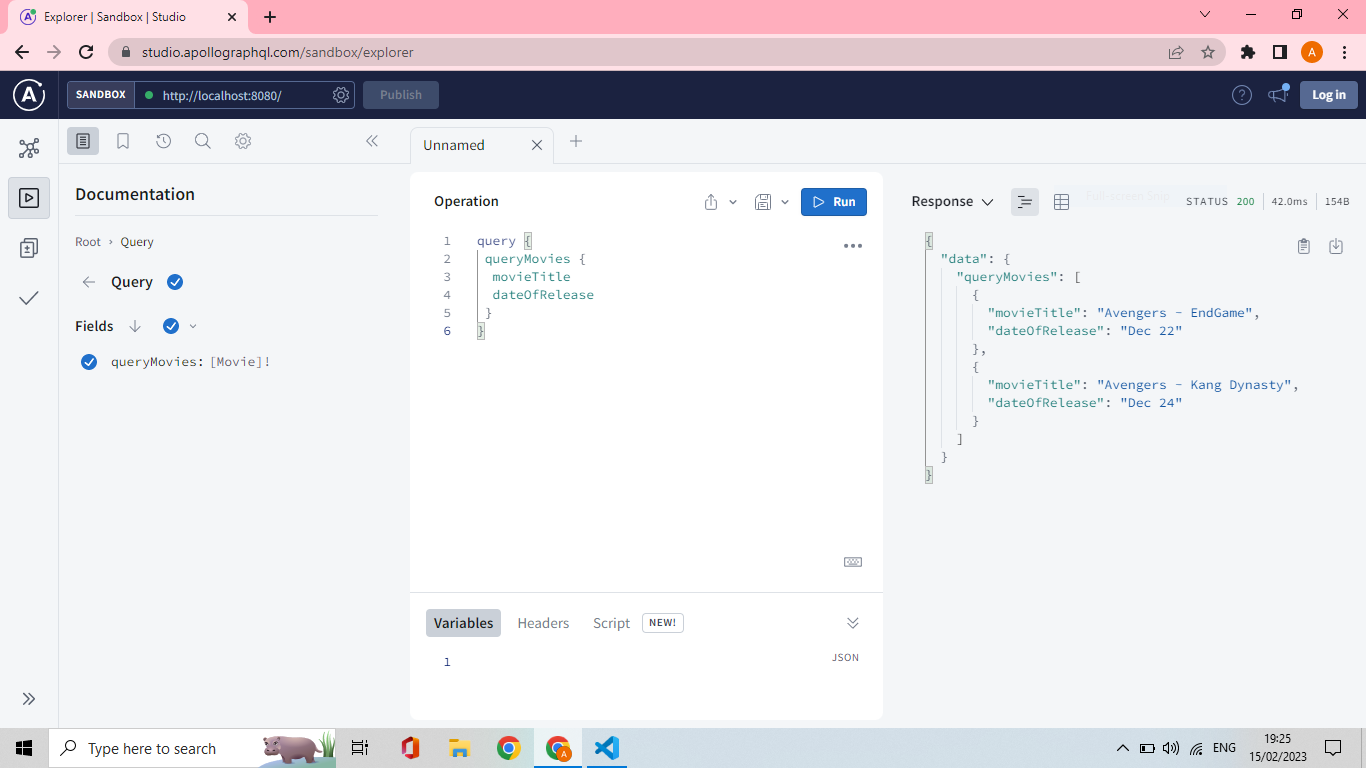 Explorer | Sandbox | Studio
studio.apollographql.com/sandbox/explorer
A
A
SANDBOX
http://localhost:8080/
Publish
Log in
Unnamed
Documentation
Root › Query
Query
Fields
queryMovies: [Movie]!
Operation
Run
1 query {
2 queryMovies {
3 movieTitle
4 dateOfRelease
5 }
6 }
Variables
Headers
Script
NEW!
1
JSON
Response
STATUS 200
42.0ms
154B
{
"data": {
"queryMovies": [
{
"movieTitle": "Avengers - EndGame",
"dateOfRelease": "Dec 22"
},
{
"movieTitle": "Avengers - Kang Dynasty",
"dateOfRelease": "Dec 24"
}
]
}
}
Type here to search
A
ENG
19:25
15/02/2023